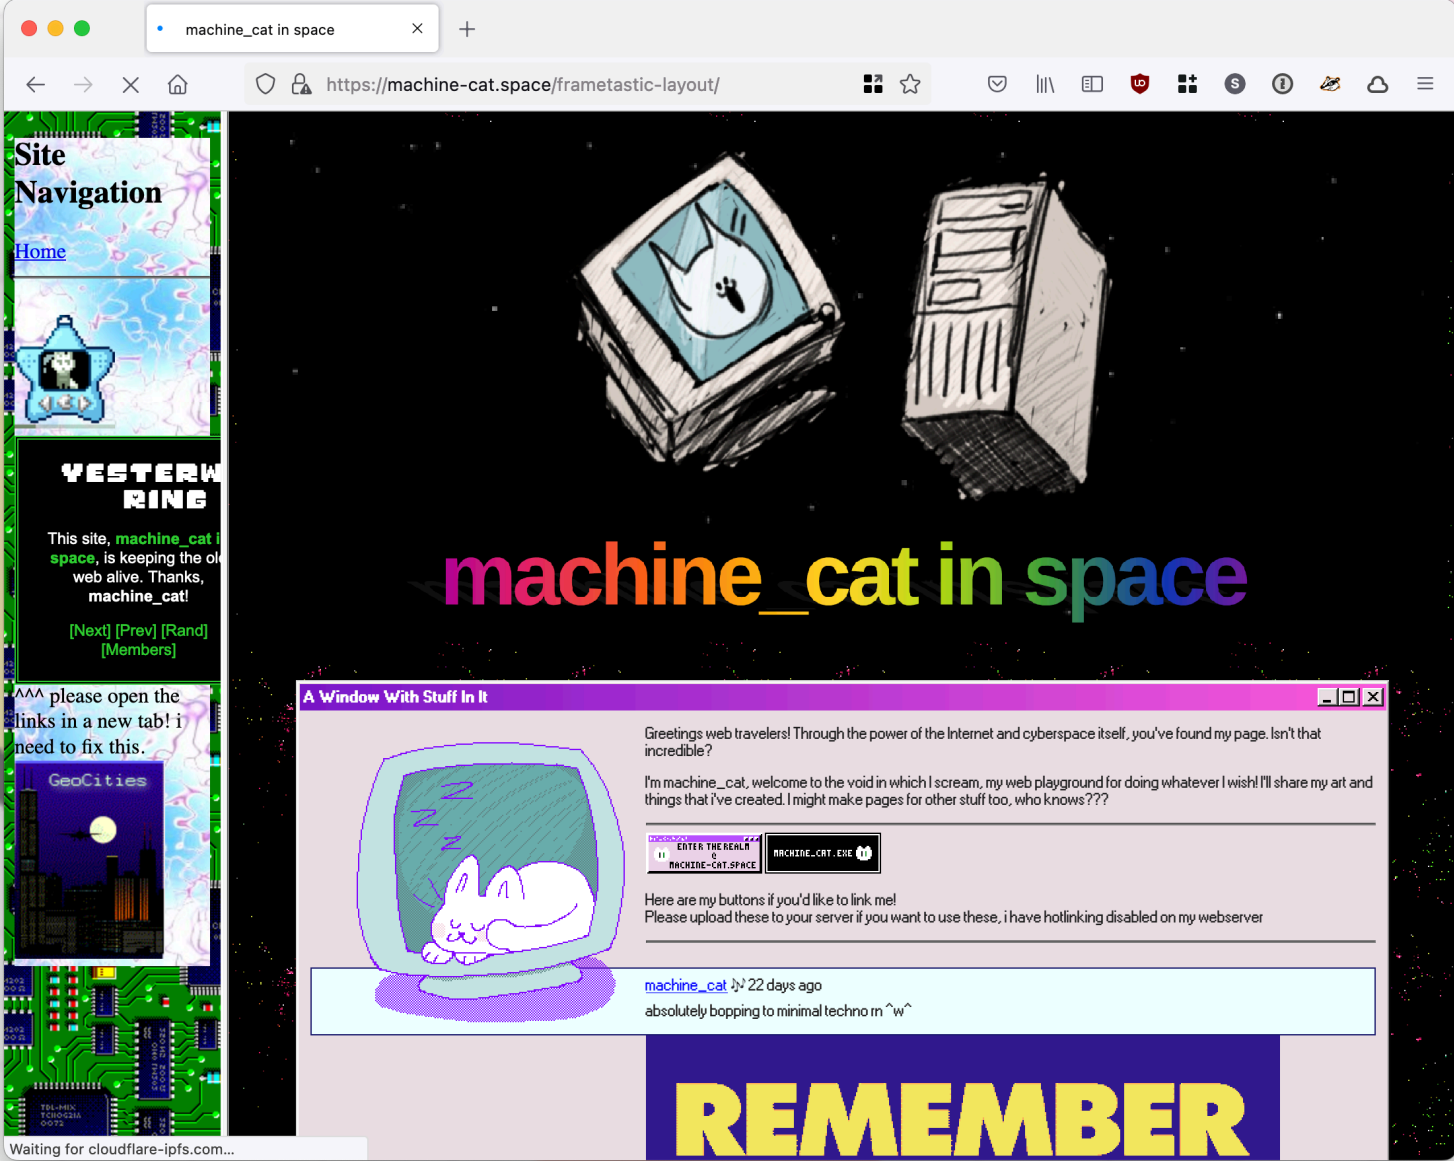 machine_cat in space
https://machine-cat.space/frametastic-layout/
Site
Navigation
Home
YESTERW
RING
This site, machine_cat i
space, is keeping the ol
web alive. Thanks,
machine_cat!
[Next] [Prev] [Rand]
[Members]
^^^ please open the
links in a new tab! i
need to fix this.
GeoCities
machine_cat in space
A Window With Stuff In It
Greetings web travelers! Through the power of the Internet and cyberspace itself, you've found my page. Isn't that
incredible?
I'm machine_cat, welcome to the void in which I scream, my web playground for doing whatever I wish! I'll share my art and
things that i've created. I might make pages for other stuff too, who knows???
ENTER THE REALM
@
MACHINE-CAT.SPACE
MACHINE_CAT.EXE
Here are my buttons if you'd like to link me!
Please upload these to your server if you want to use these, i have hotlinking disabled on my webserver
Z
Z
Z
machine_cat 🎶 22 days ago
absolutely bopping to minimal techno rn ^w^
REMEMBER
Waiting for cloudflare-ipfs.com...